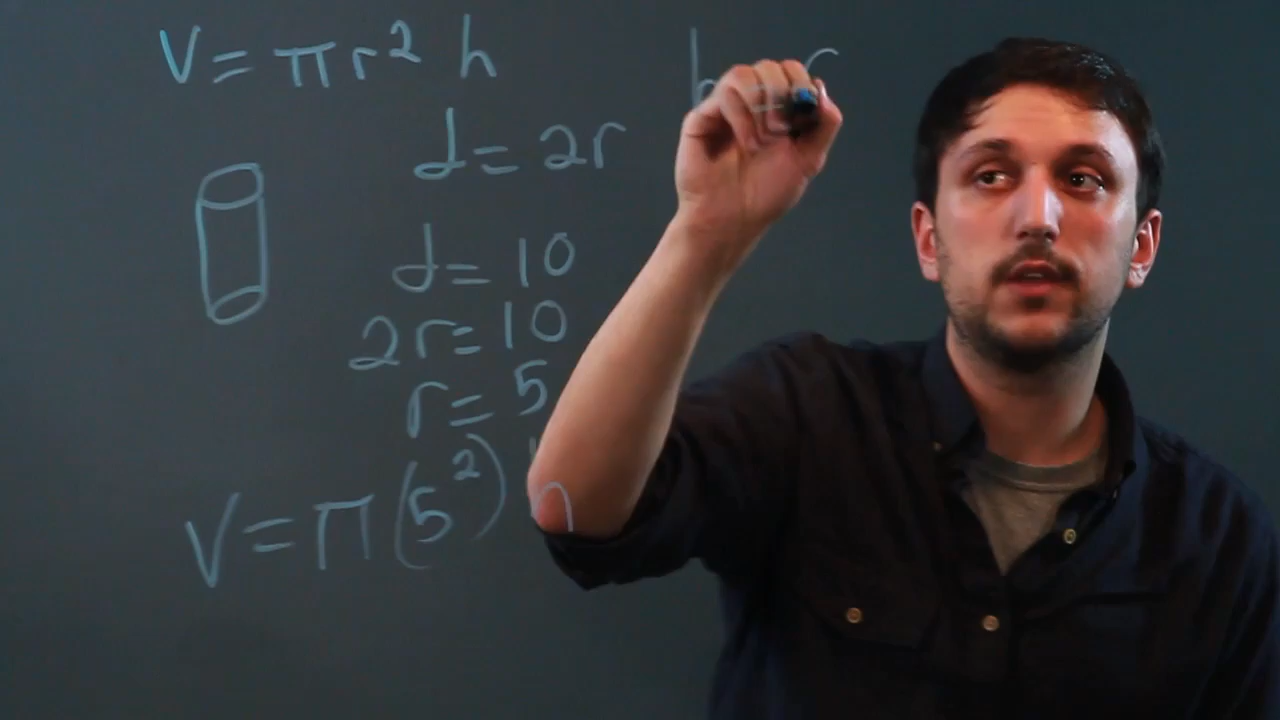 V = πr² h
d = 2r
d = 10
2r = 10
r = 5
V = π(5²) h